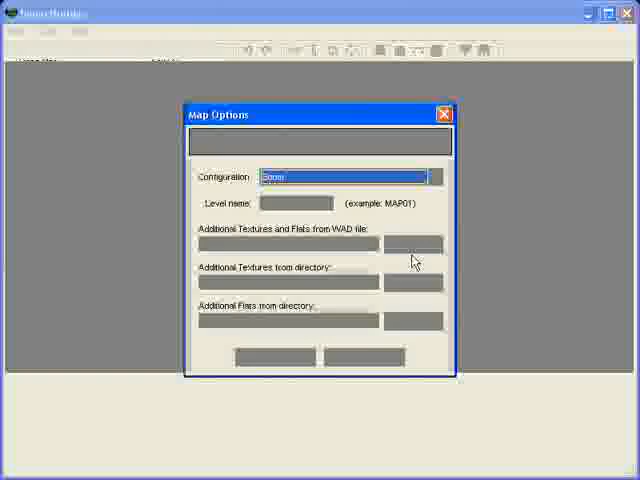 Map Options
Configuration:
Level name: (example: MAP01)
Additional Textures and Flats from WAD file:
Additional Textures from directory:
Additional Flats from directory: